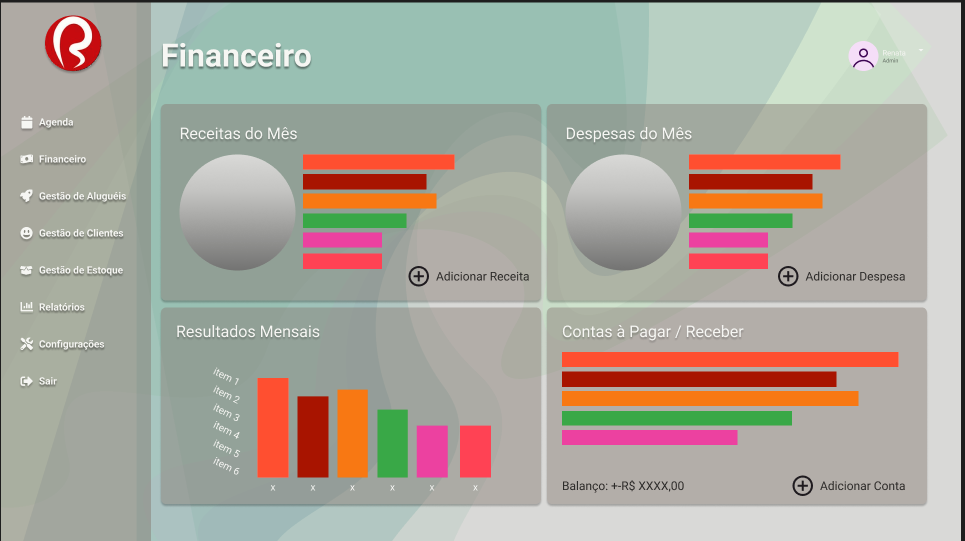 Financeiro
Renata
Admin
Agenda
Financeiro
Gestão de Aluguéis
Gestão de Clientes
Gestão de Estoque
Relatórios
Configurações
Sair
Receitas do Mês
Adicionar Receita
Despesas do Mês
Adicionar Despesa
Resultados Mensais
item 1
item 2
item 3
item 4
item 5
item 6
x x x x x x
Contas à Pagar / Receber
Balanço: +-R$ XXXX,00
Adicionar Conta